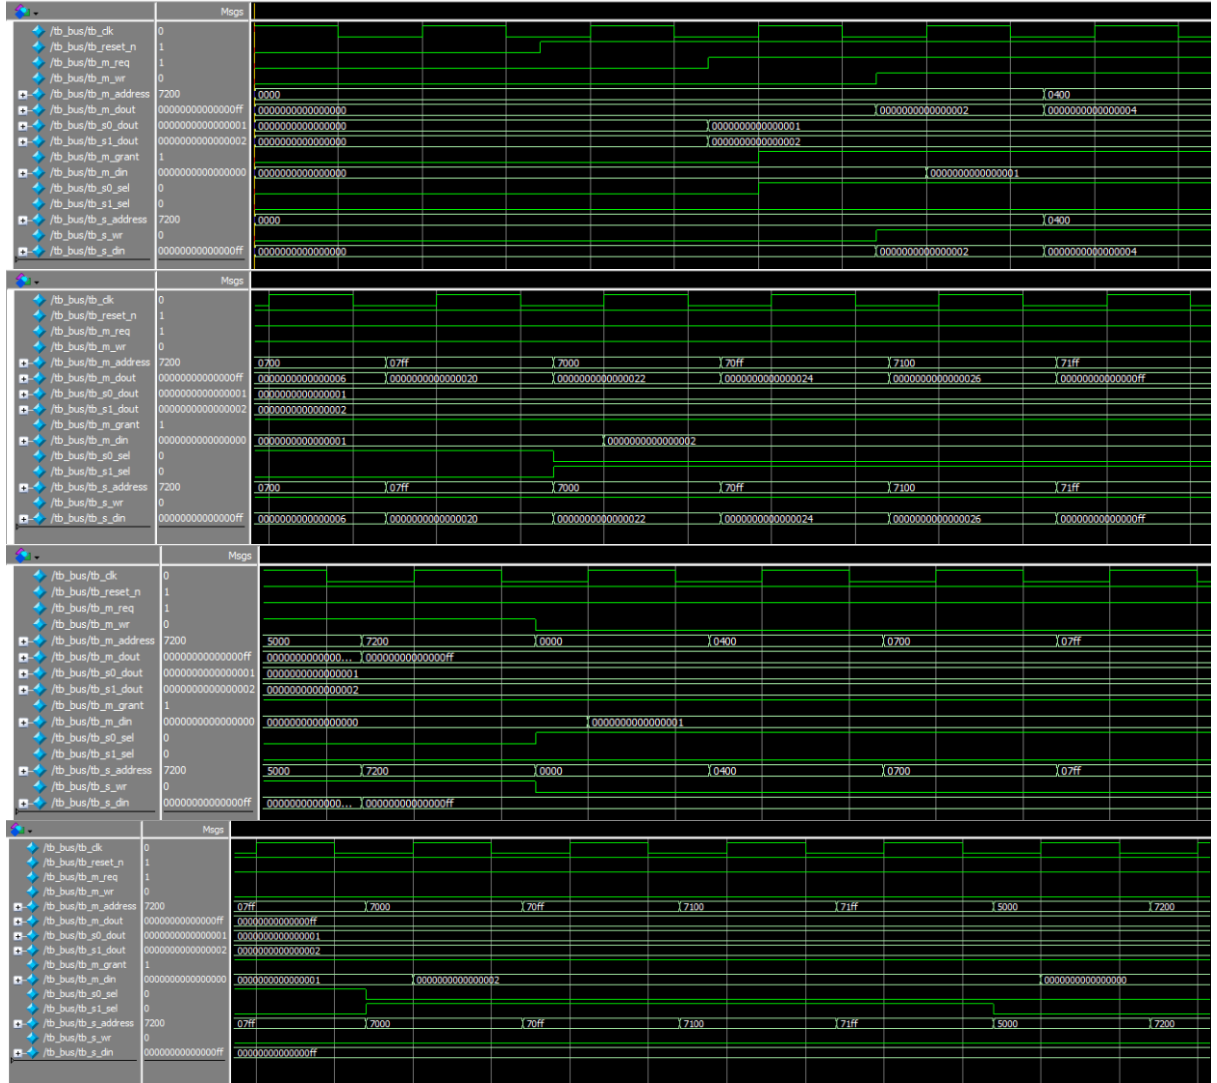 Msgs
/tb_bus/tb_clk 0
/tb_bus/tb_reset_n 1
/tb_bus/tb_m_req 1
/tb_bus/tb_m_wr 0
/tb_bus/tb_m_address 7200 0000 0400
/tb_bus/tb_m_dout 00000000000000ff 0000000000000000 0000000000000002 0000000000000004
/tb_bus/tb_s0_dout 0000000000000001 0000000000000000 0000000000000001
/tb_bus/tb_s1_dout 0000000000000002 0000000000000000 0000000000000002
/tb_bus/tb_m_grant 1
/tb_bus/tb_m_din 0000000000000000 0000000000000000 0000000000000001
/tb_bus/tb_s0_sel 0
/tb_bus/tb_s1_sel 0
/tb_bus/tb_s_address 7200 0000 0400
/tb_bus/tb_s_wr 0
/tb_bus/tb_s_din 00000000000000ff 0000000000000000 0000000000000002 0000000000000004
Msgs
/tb_bus/tb_clk 0
/tb_bus/tb_reset_n 1
/tb_bus/tb_m_req 1
/tb_bus/tb_m_wr 0
/tb_bus/tb_m_address 7200 0700 07ff 7000 70ff 7100 71ff
/tb_bus/tb_m_dout 00000000000000ff 0000000000000006 0000000000000020 0000000000000022 0000000000000024 0000000000000026 00000000000000ff
/tb_bus/tb_s0_dout 0000000000000001 0000000000000001
/tb_bus/tb_s1_dout 0000000000000002 0000000000000002
/tb_bus/tb_m_grant 1
/tb_bus/tb_m_din 0000000000000000 0000000000000001 0000000000000002
/tb_bus/tb_s0_sel 0
/tb_bus/tb_s1_sel 0
/tb_bus/tb_s_address 7200 0700 07ff 7000 70ff 7100 71ff
/tb_bus/tb_s_wr 0
/tb_bus/tb_s_din 00000000000000ff 0000000000000006 0000000000000020 0000000000000022 0000000000000024 0000000000000026 00000000000000ff
Msgs
/tb_bus/tb_clk 0
/tb_bus/tb_reset_n 1
/tb_bus/tb_m_req 1
/tb_bus/tb_m_wr 0
/tb_bus/tb_m_address 7200 5000 7200 0000 0400 0700 07ff
/tb_bus/tb_m_dout 00000000000000ff 0000000000000... 00000000000000ff
/tb_bus/tb_s0_dout 0000000000000001 0000000000000001
/tb_bus/tb_s1_dout 0000000000000002 0000000000000002
/tb_bus/tb_m_grant 1
/tb_bus/tb_m_din 0000000000000000 0000000000000000 0000000000000001
/tb_bus/tb_s0_sel 0
/tb_bus/tb_s1_sel 0
/tb_bus/tb_s_address 7200 5000 7200 0000 0400 0700 07ff
/tb_bus/tb_s_wr 0
/tb_bus/tb_s_din 00000000000000ff 0000000000000... 00000000000000ff
Msgs
/tb_bus/tb_clk 0
/tb_bus/tb_reset_n 1
/tb_bus/tb_m_req 1
/tb_bus/tb_m_wr 0
/tb_bus/tb_m_address 7200 07ff 7000 70ff 7100 71ff 5000 7200
/tb_bus/tb_m_dout 00000000000000ff 00000000000000ff
/tb_bus/tb_s0_dout 0000000000000001 0000000000000001
/tb_bus/tb_s1_dout 0000000000000002 0000000000000002
/tb_bus/tb_m_grant 1
/tb_bus/tb_m_din 0000000000000000 0000000000000001 0000000000000002 0000000000000000
/tb_bus/tb_s0_sel 0
/tb_bus/tb_s1_sel 0
/tb_bus/tb_s_address 7200 07ff 7000 70ff 7100 71ff 5000 7200
/tb_bus/tb_s_wr 0
/tb_bus/tb_s_din 00000000000000ff 00000000000000ff